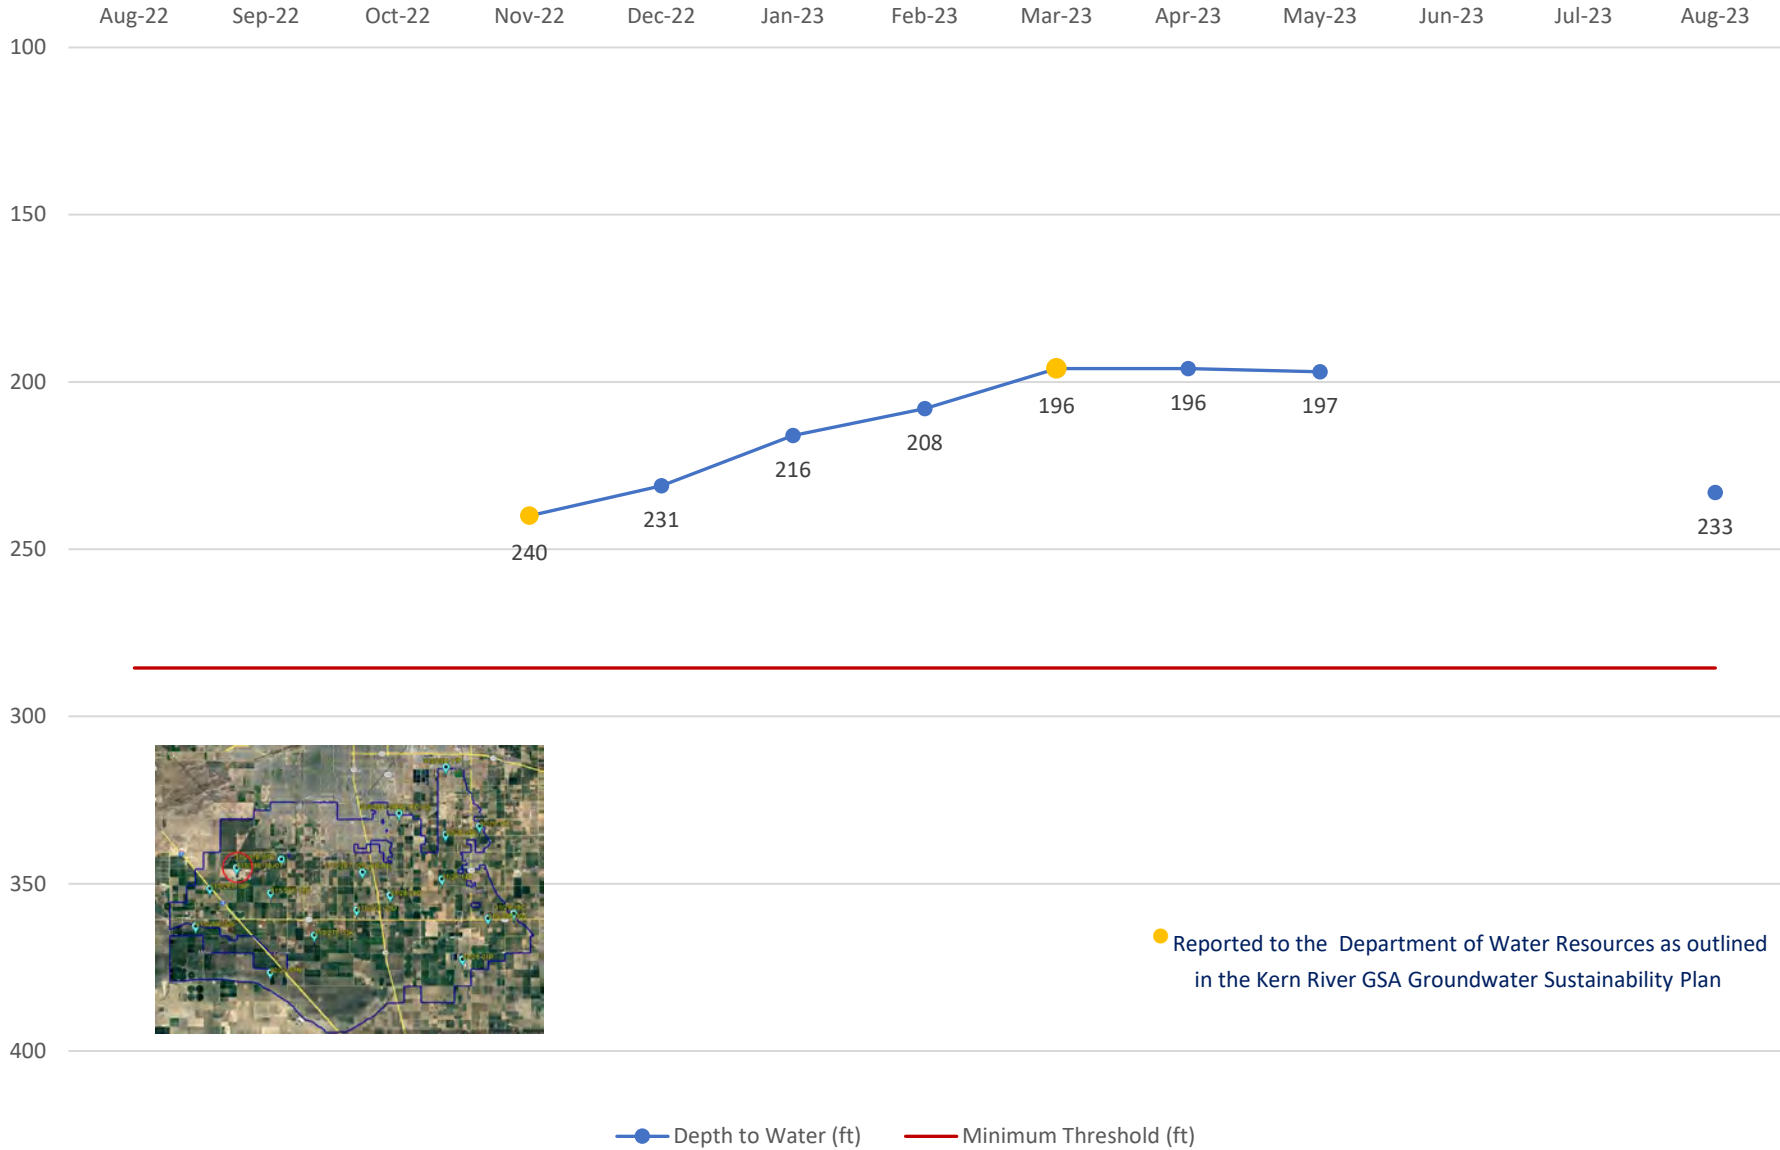 Aug-22 Sep-22 Oct-22 Nov-22 Dec-22 Jan-23 Feb-23 Mar-23 Apr-23 May-23 Jun-23 Jul-23 Aug-23
100
150
200
196 196 197
208
216
231
233
240
250
300
350
Reported to the Department of Water Resources as outlined
in the Kern River GSA Groundwater Sustainability Plan
400
Depth to Water (ft) Minimum Threshold (ft)